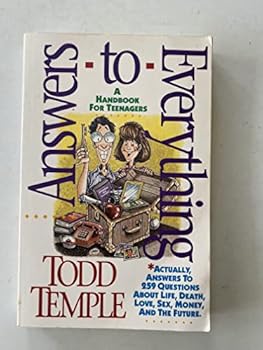 Answers
-to-
Everything
A
HANDBOOK
FOR TEENAGERS
TODD
TEMPLE
*ACTUALLY,
ANSWERS TO
259 QUESTIONS
ABOUT LIFE, DEATH,
LOVE, SEX, MONEY,
AND THE FUTURE.